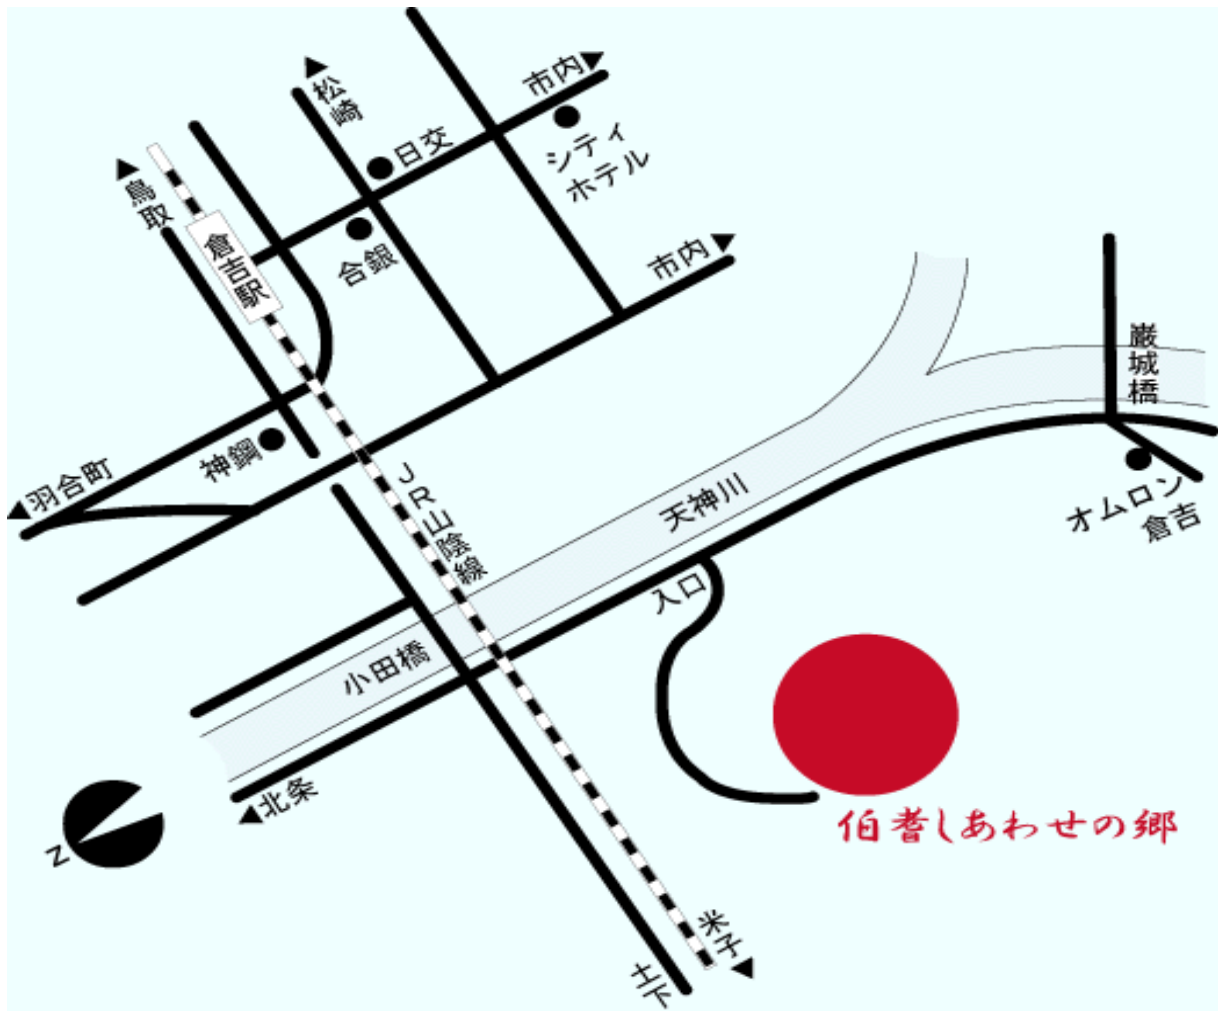 松崎
市内
日交
シティ
ホテル
鳥取
倉吉駅
合銀
市内
巌城橋
神鋼
羽合町
JR山陰線
天神川
オムロン
倉吉
入口
小田橋
北条
伯耆しあわせの郷
N
米子
土下